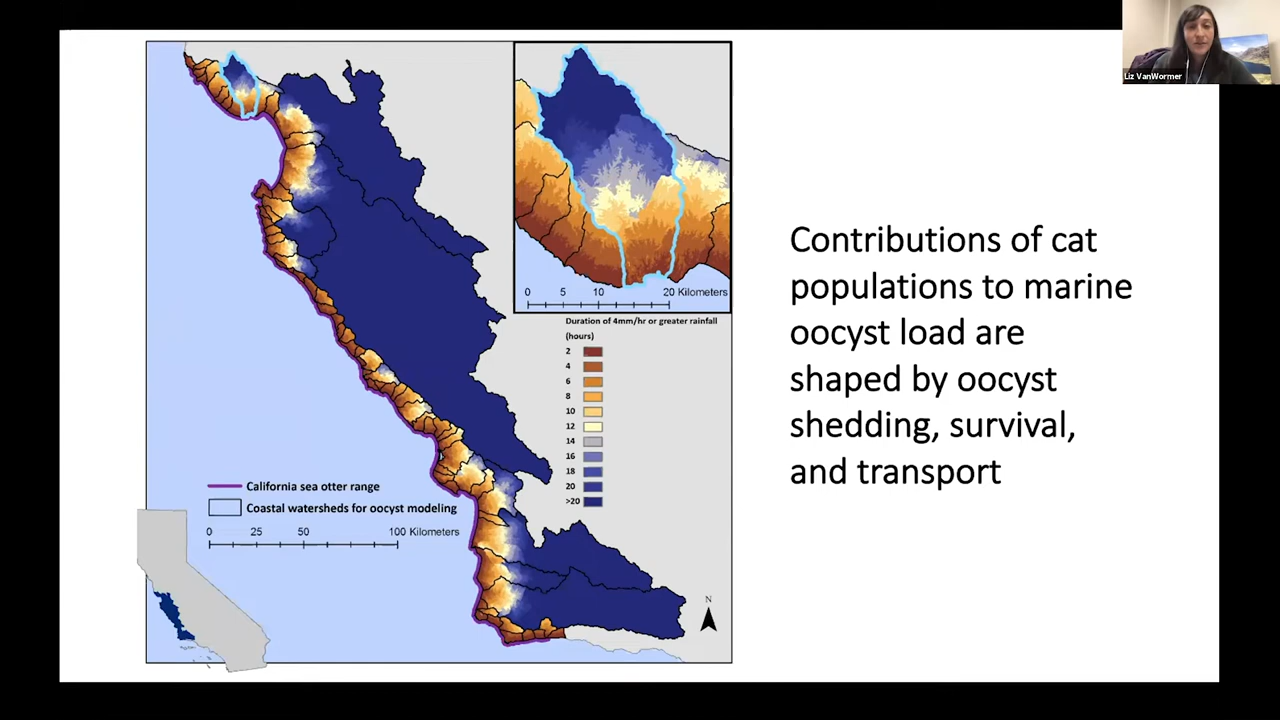 Liz VanWormer
0 5 10 20 Kilometers
Duration of 4mm/hr or greater rainfall
(hours)
2
4
6
8
10
12
14
16
18
20
>20
California sea otter range
Coastal watersheds for oocyst modeling
0 25 50 100 Kilometers
N
Contributions of cat
populations to marine
oocyst load are
shaped by oocyst
shedding, survival,
and transport